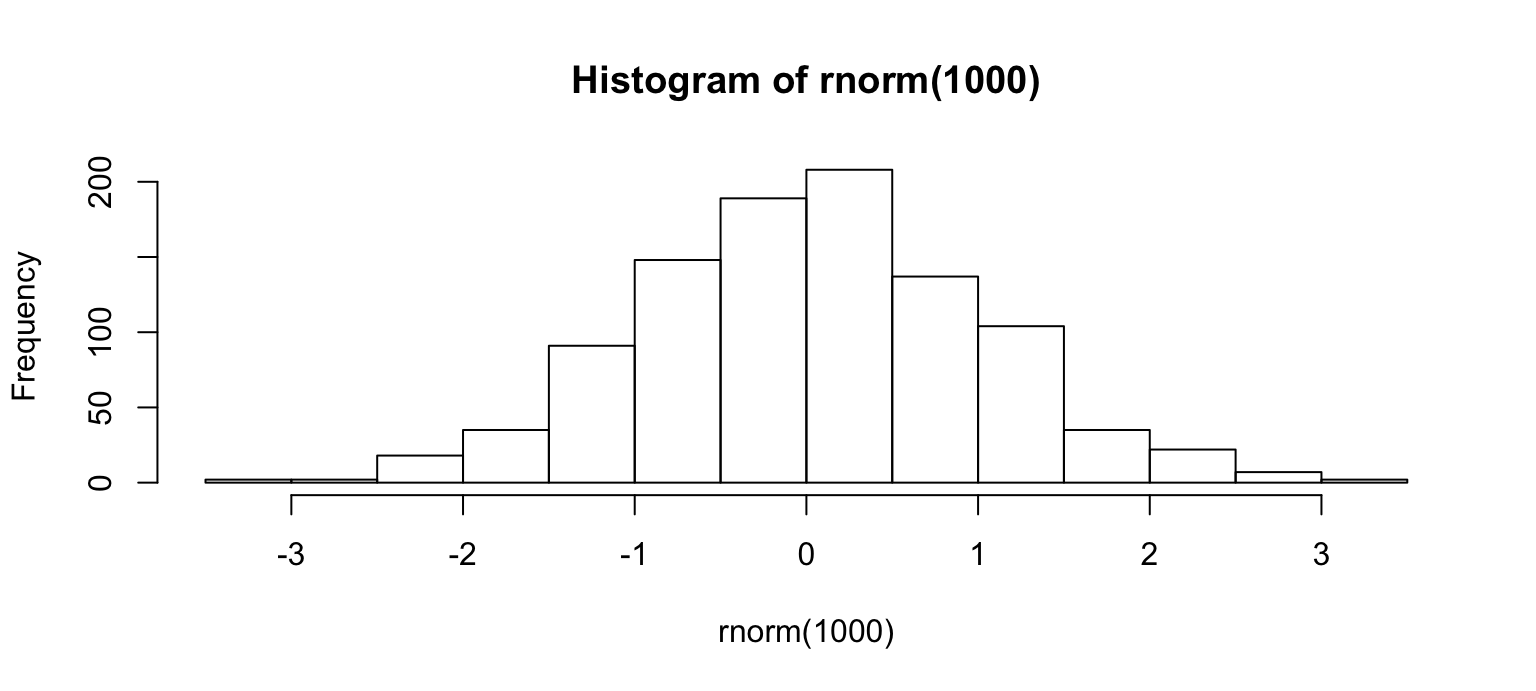 Histogram of rnorm(1000)
Frequency
200
100
50
0
-3 -2 -1 0 1 2 3
rnorm(1000)